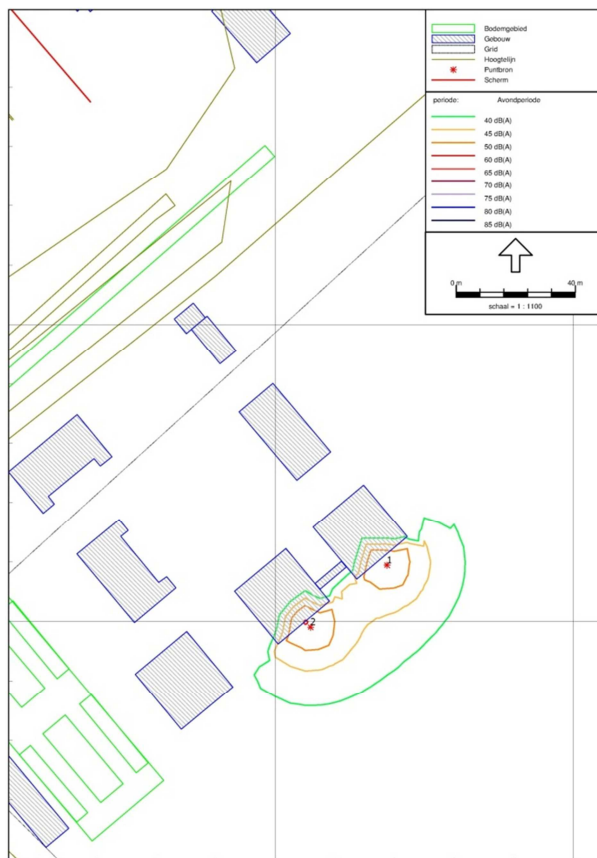 Bodemgebied
Gebouw
Grid
Hoogtelijn
Puntbron
Scherm
periode: Avondperiode
40 dB(A)
45 dB(A)
50 dB(A)
60 dB(A)
65 dB(A)
70 dB(A)
75 dB(A)
80 dB(A)
85 dB(A)
0 m 40 m
schaal = 1 : 1100
1
2